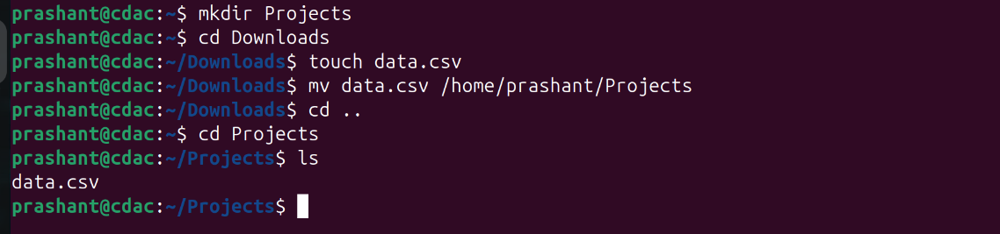 prashant@cdac:~$ mkdir Projects
prashant@cdac:~$ cd Downloads
prashant@cdac:~/Downloads$ touch data.csv
prashant@cdac:~/Downloads$ mv data.csv /home/prashant/Projects
prashant@cdac:~/Downloads$ cd ..
prashant@cdac:~$ cd Projects
prashant@cdac:~/Projects$ ls
data.csv
prashant@cdac:~/Projects$